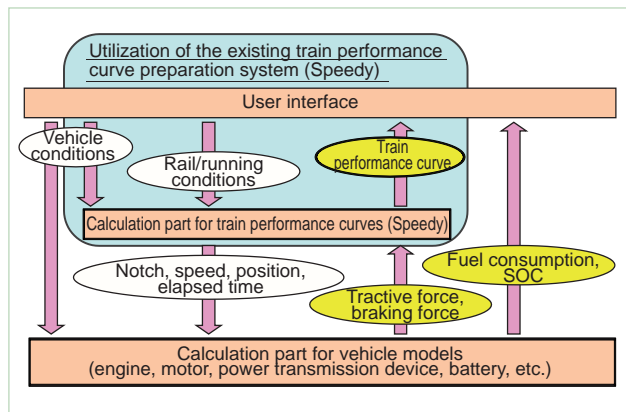 Utilization of the existing train performance
curve preparation system (Speedy)
User interface
Vehicle
conditions
Rail/running
conditions
Train
performance curve
Calculation part for train performance curves (Speedy)
Notch, speed, position,
elapsed time
Tractive force,
braking force
Fuel consumption,
SOC
Calculation part for vehicle models
(engine, motor, power transmission device, battery, etc.)